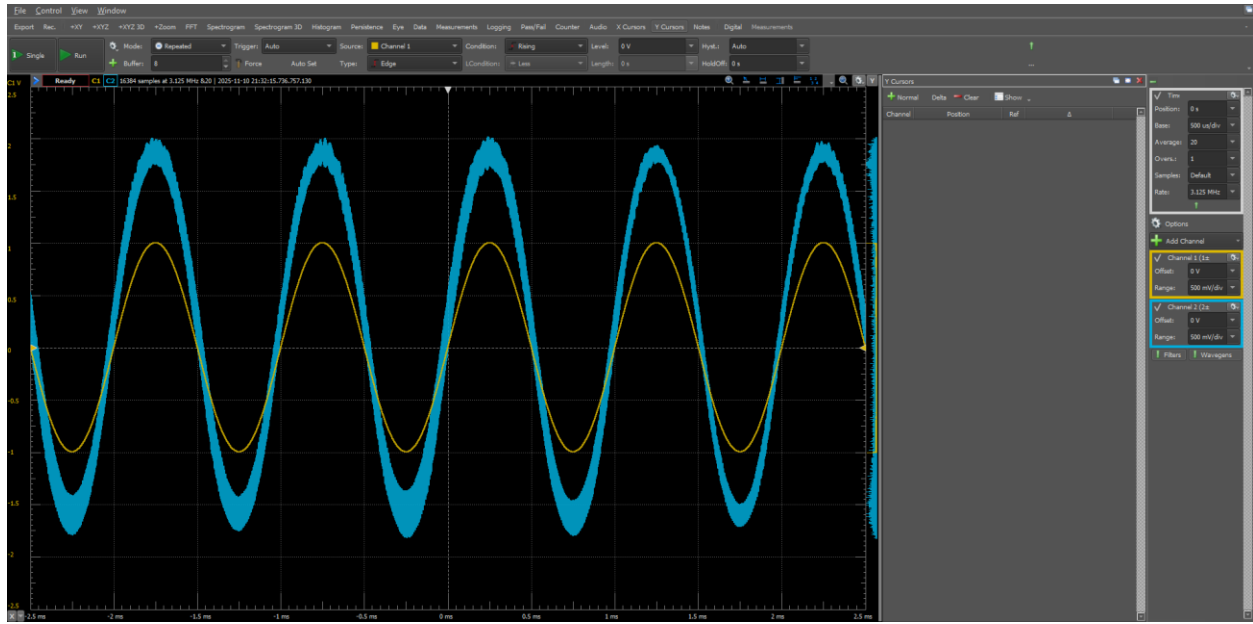 File Control View Window
Export Rec. +XY +XYZ +XYZ 3D +Zoom FFT Spectrogram Spectrogram 3D Histogram Persistence Eye Data Measurements Logging Pass/Fail Counter Audio X Cursors Y Cursors Notes Digital Measurements
Single Run Mode: Repeated Trigger: Auto Source: Channel 1 Condition: Rising Level: 0 V Hyst.: Auto
Buffer: 8 Force Auto Set Type: Edge LCondition: Less Length: 0 s HoldOff: 0 s
...
C1 V Ready C1 C2 16384 samples at 3.125 MHz 820 | 2025-11-10 21:32:15.736.757.130 Y
2.5
2
1.5
1
0.5
0
-0.5
-1
-1.5
-2
-2.5
X -2.5 ms -2 ms -1.5 ms -1 ms -0.5 ms 0 ms 0.5 ms 1 ms 1.5 ms 2 ms 2.5 ms
Y Cursors
Normal Delta Clear Show
Channel Position Ref Δ
Position: 0 s
Base: 500 us/div
Average: 20
Overs.: 1
Samples: Default
Rate: 3.125 MHz
Options
Add Channel
Channel 1 (1±
Offset: 0 V
Range: 500 mV/div
Channel 2 (2±
Offset: 0 V
Range: 500 mV/div
Filters Wavegens